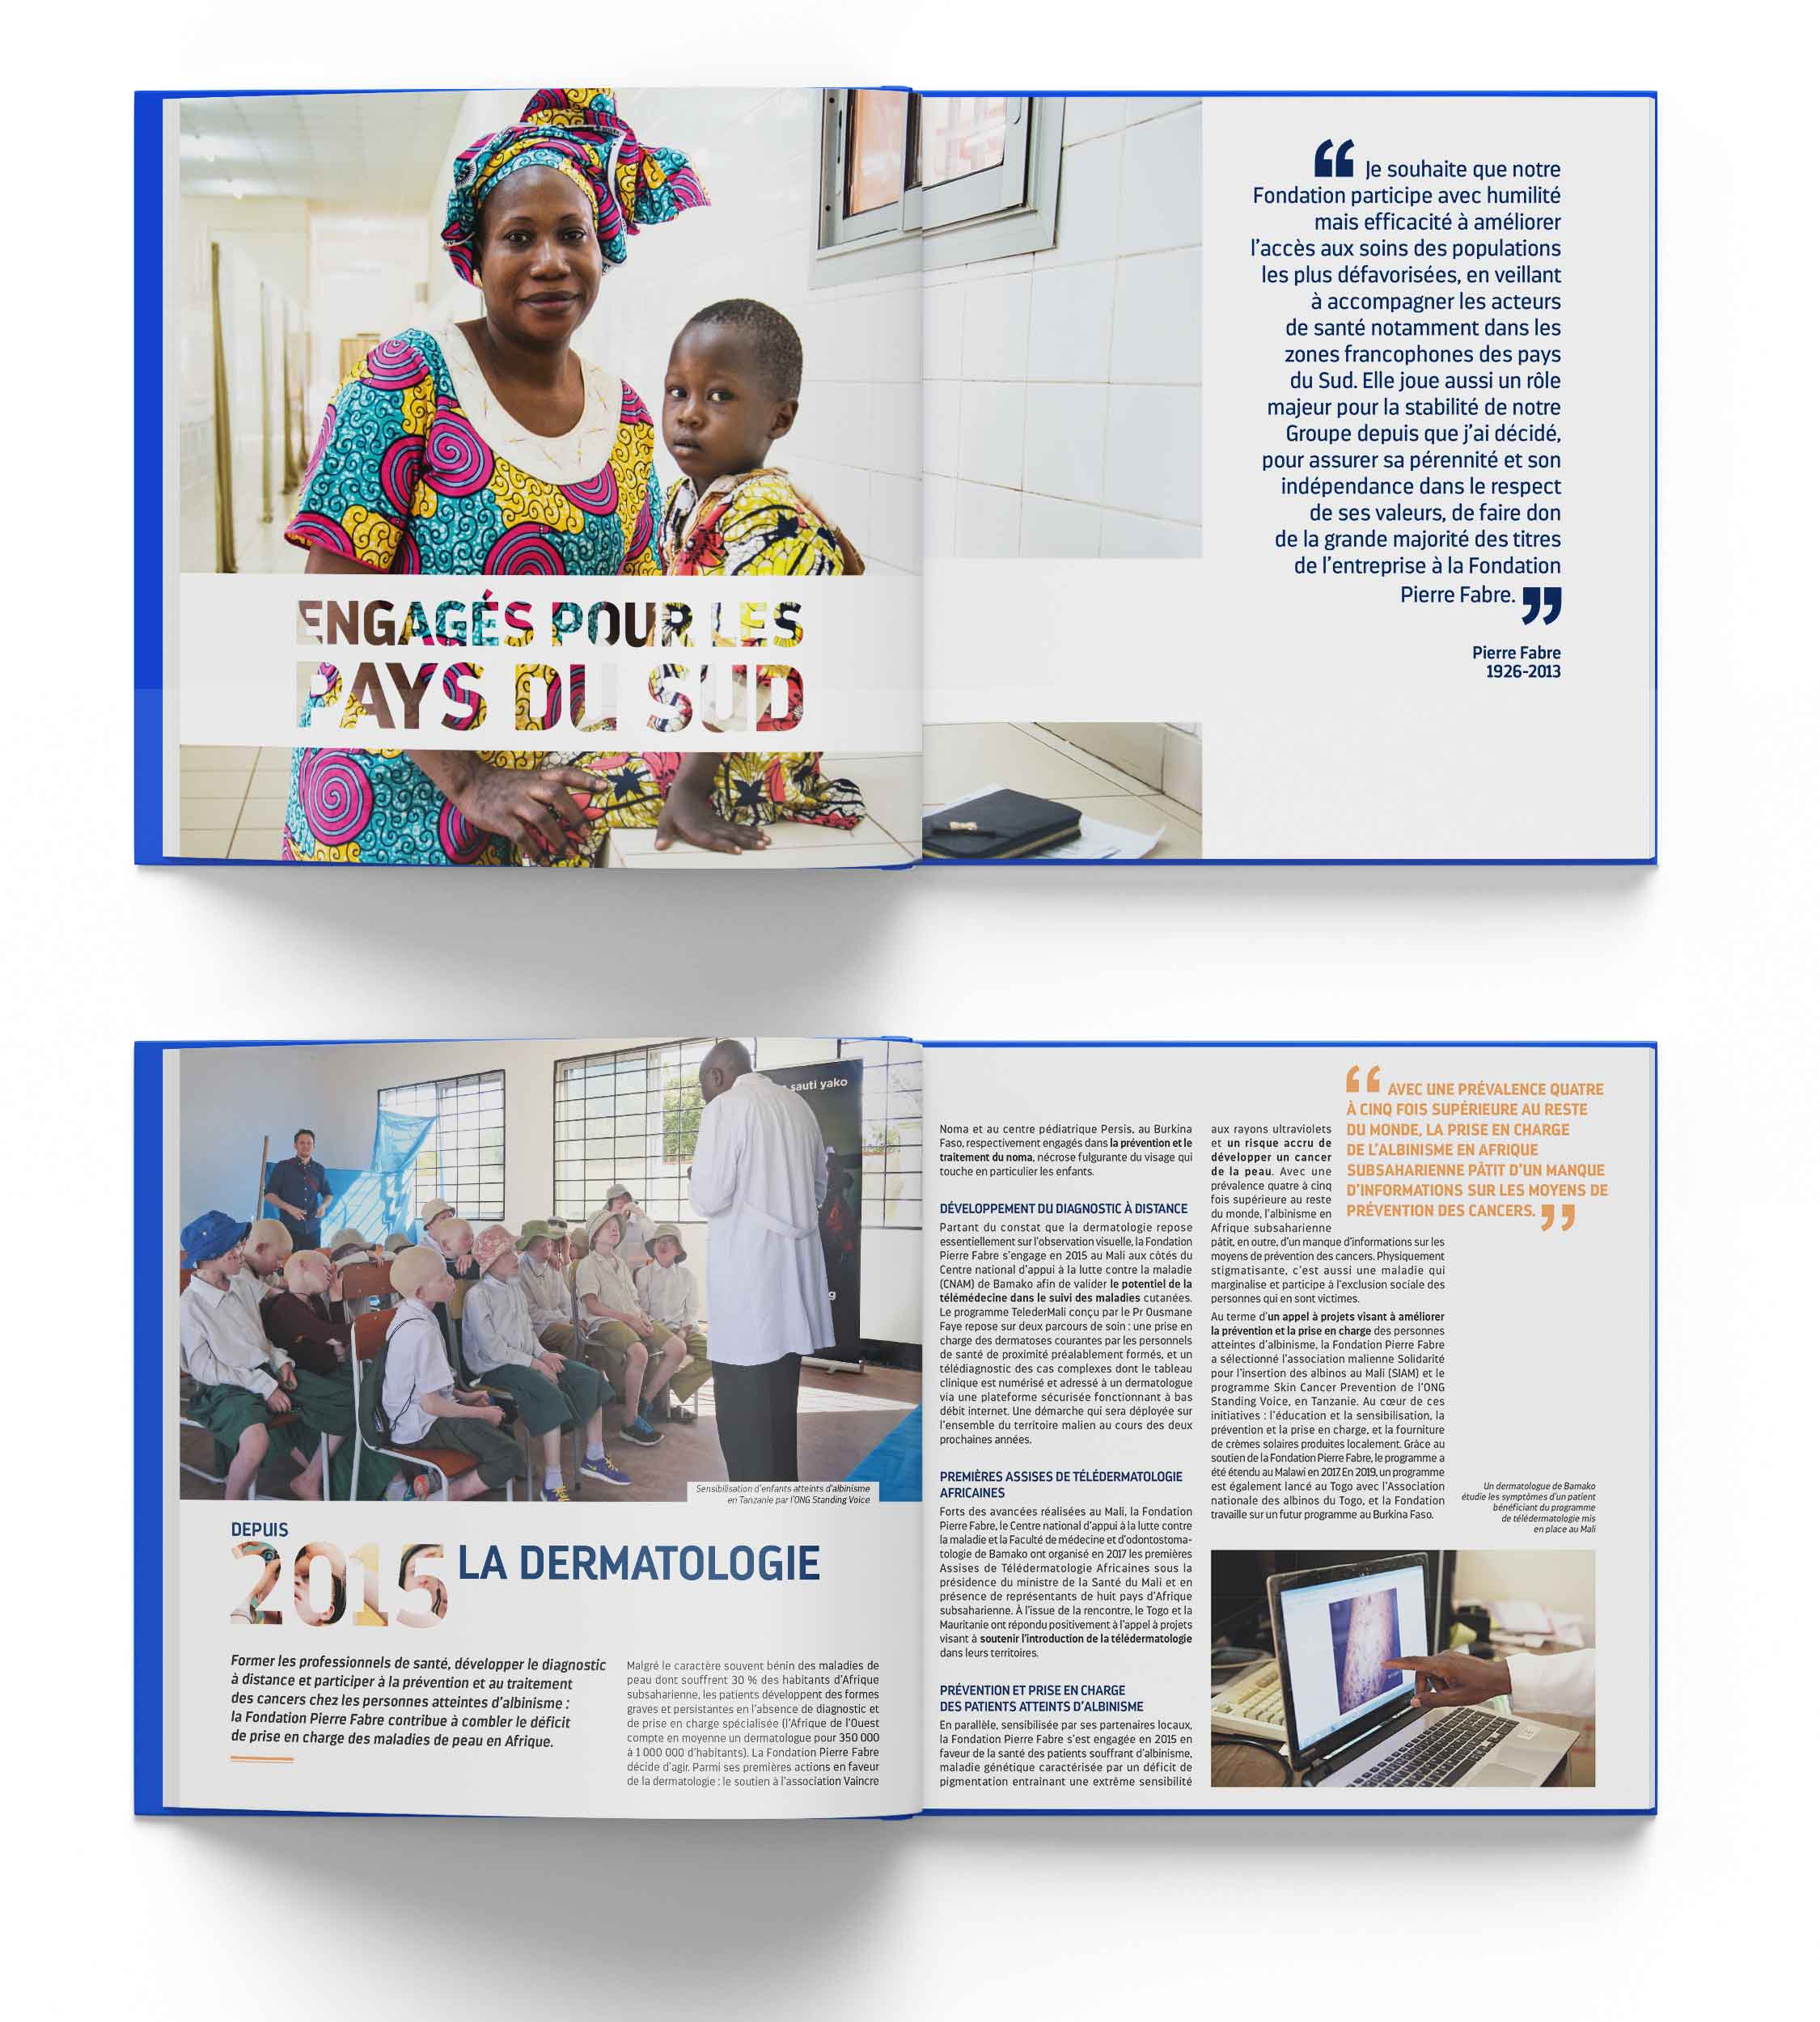 ENGAGÉS POUR LES
PAYS DU SUD
“ Je souhaite que notre
Fondation participe avec humilité
mais efficacité à améliorer
l’accès aux soins des populations
les plus défavorisées, en veillant
à accompagner les acteurs
de santé notamment dans les
zones francophones des pays
du Sud. Elle joue aussi un rôle
majeur pour la stabilité de notre
Groupe depuis que j’ai décidé,
pour assurer sa pérennité et son
indépendance dans le respect
de ses valeurs, de faire don
de la grande majorité des titres
de l’entreprise à la Fondation
Pierre Fabre. ”
Pierre Fabre
1926-2013
sauti yako
g
Sensibilisation d’enfants atteints d’albinisme
en Tanzanie par l’ONG Standing Voice
DEPUIS
2015 LA DERMATOLOGIE
Former les professionnels de santé, développer le diagnostic
à distance et participer à la prévention et au traitement
des cancers chez les personnes atteintes d’albinisme :
la Fondation Pierre Fabre contribue à combler le déficit
de prise en charge des maladies de peau en Afrique.
Malgré le caractère souvent bénin des maladies de
peau dont souffrent 30 % des habitants d’Afrique
subsaharienne, les patients développent des formes
graves et persistantes en l’absence de diagnostic et
de prise en charge spécialisée (l’Afrique de l’Ouest
compte en moyenne un dermatologue pour 350 000
à 1 000 000 d’habitants). La Fondation Pierre Fabre
décide d’agir. Parmi ses premières actions en faveur
de la dermatologie : le soutien à l’association Vaincre
Noma et au centre pédiatrique Persis, au Burkina
Faso, respectivement engagés dans la prévention et le
traitement du noma, nécrose fulgurante du visage qui
touche en particulier les enfants.
DÉVELOPPEMENT DU DIAGNOSTIC À DISTANCE
Partant du constat que la dermatologie repose
essentiellement sur l’observation visuelle, la Fondation
Pierre Fabre s’engage en 2015 au Mali aux côtés du
Centre national d’appui à la lutte contre la maladie
(CNAM) de Bamako afin de valider le potentiel de la
télémédecine dans le suivi des maladies cutanées.
Le programme TelederMali conçu par le Pr Ousmane
Faye repose sur deux parcours de soin : une prise en
charge des dermatoses courantes par les personnels
de santé de proximité préalablement formés, et un
télédiagnostic des cas complexes dont le tableau
clinique est numérisé et adressé à un dermatologue
via une plateforme sécurisée fonctionnant à bas
débit internet. Une démarche qui sera déployée sur
l’ensemble du territoire malien au cours des deux
prochaines années.
PREMIÈRES ASSISES DE TÉLÉDERMATOLOGIE
AFRICAINES
Forts des avancées réalisées au Mali, la Fondation
Pierre Fabre, le Centre national d’appui à la lutte contre
la maladie et la Faculté de médecine et d’odontostoma-
tologie de Bamako ont organisé en 2017 les premières
Assises de Télédermatologie Africaines sous la
présidence du ministre de la Santé du Mali et en
présence de représentants de huit pays d’Afrique
subsaharienne. À l’issue de la rencontre, le Togo et la
Mauritanie ont répondu positivement à l’appel à projets
visant à soutenir l’introduction de la télédermatologie
dans leurs territoires.
PRÉVENTION ET PRISE EN CHARGE
DES PATIENTS ATTEINTS D’ALBINISME
En parallèle, sensibilisée par ses partenaires locaux,
la Fondation Pierre Fabre s’est engagée en 2015 en
faveur de la santé des patients souffrant d’albinisme,
maladie génétique caractérisée par un déficit de
pigmentation entrainant une extrême sensibilité
aux rayons ultraviolets
et un risque accru de
développer un cancer
de la peau. Avec une
prévalence quatre à cinq
fois supérieure au reste
du monde, l’albinisme en
Afrique subsaharienne
pâtit, en outre, d’un manque d’informations sur les
moyens de prévention des cancers. Physiquement
stigmatisante, c’est aussi une maladie qui
marginalise et participe à l’exclusion sociale des
personnes qui en sont victimes.
Au terme d’un appel à projets visant à améliorer
la prévention et la prise en charge des personnes
atteintes d’albinisme, la Fondation Pierre Fabre
a sélectionné l’association malienne Solidarité
pour l’insertion des albinos au Mali (SIAM) et le
programme Skin Cancer Prevention de l’ONG
Standing Voice, en Tanzanie. Au cœur de ces
initiatives : l’éducation et la sensibilisation, la
prévention et la prise en charge, et la fourniture
de crèmes solaires produites localement. Grâce au
soutien de la Fondation Pierre Fabre, le programme a
été étendu au Malawi en 2017. En 2019, un programme
est également lancé au Togo avec l’Association
nationale des albinos du Togo, et la Fondation
travaille sur un futur programme au Burkina Faso.
“ AVEC UNE PRÉVALENCE QUATRE
À CINQ FOIS SUPÉRIEURE AU RESTE
DU MONDE, LA PRISE EN CHARGE
DE L’ALBINISME EN AFRIQUE
SUBSAHARIENNE PÂTIT D’UN MANQUE
D’INFORMATIONS SUR LES MOYENS DE
PRÉVENTION DES CANCERS. ”
Un dermatologue de Bamako
étudie les symptômes d’un patient
bénéficiant du programme
de télédermatologie mis
en place au Mali